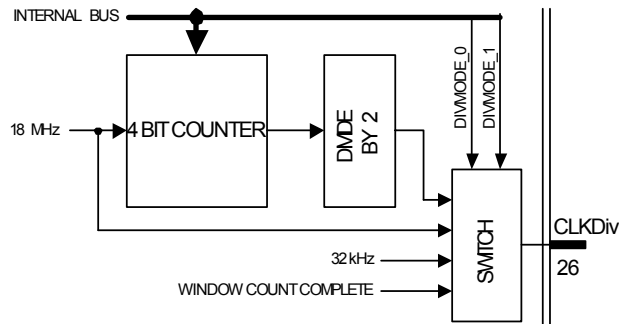 INTERNAL BUS
18 MHz
4 BIT COUNTER
DIVIDE
BY 2
DIVMODE_0
DIVMODE_1
SWITCH
32 kHz
WINDOW COUNT COMPLETE
CLKDiv
26